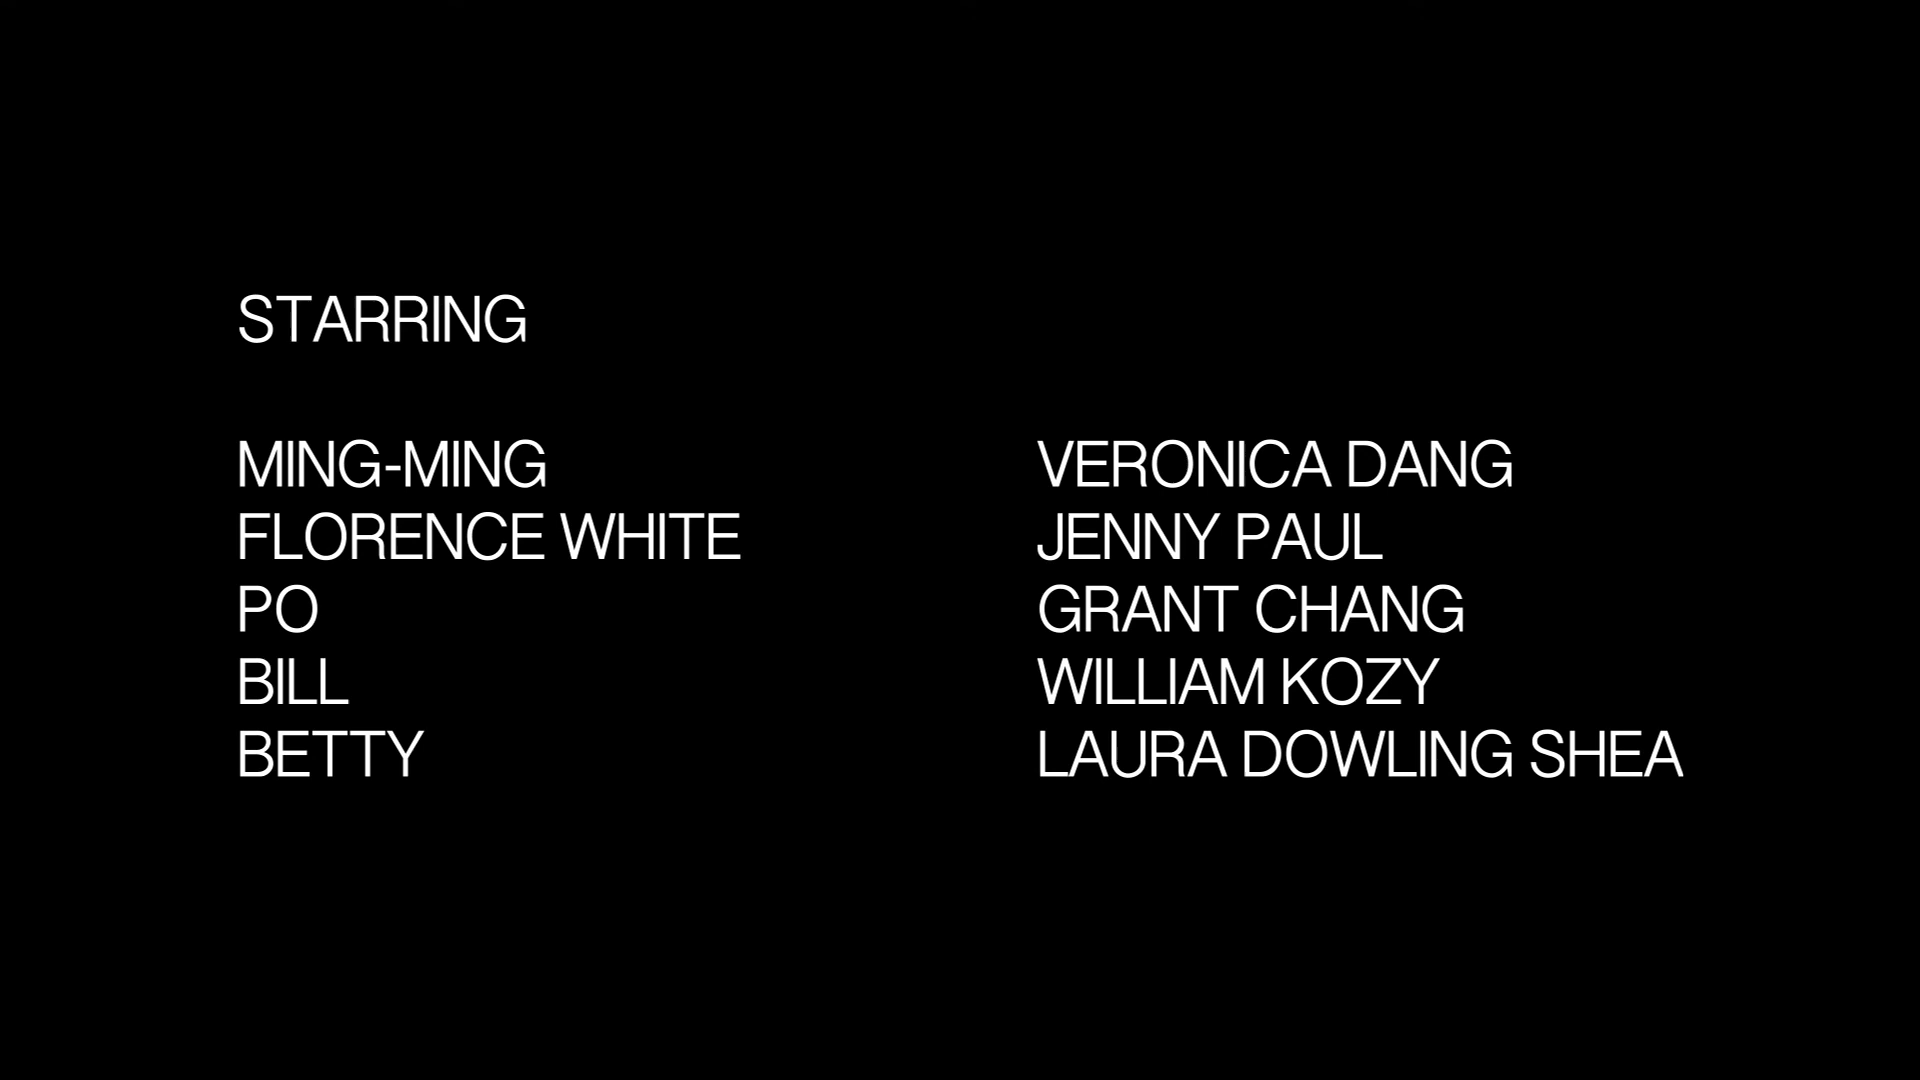 STARRING
MING-MING VERONICA DANG
FLORENCE WHITE JENNY PAUL
PO GRANT CHANG
BILL WILLIAM KOZY
BETTY LAURA DOWLING SHEA